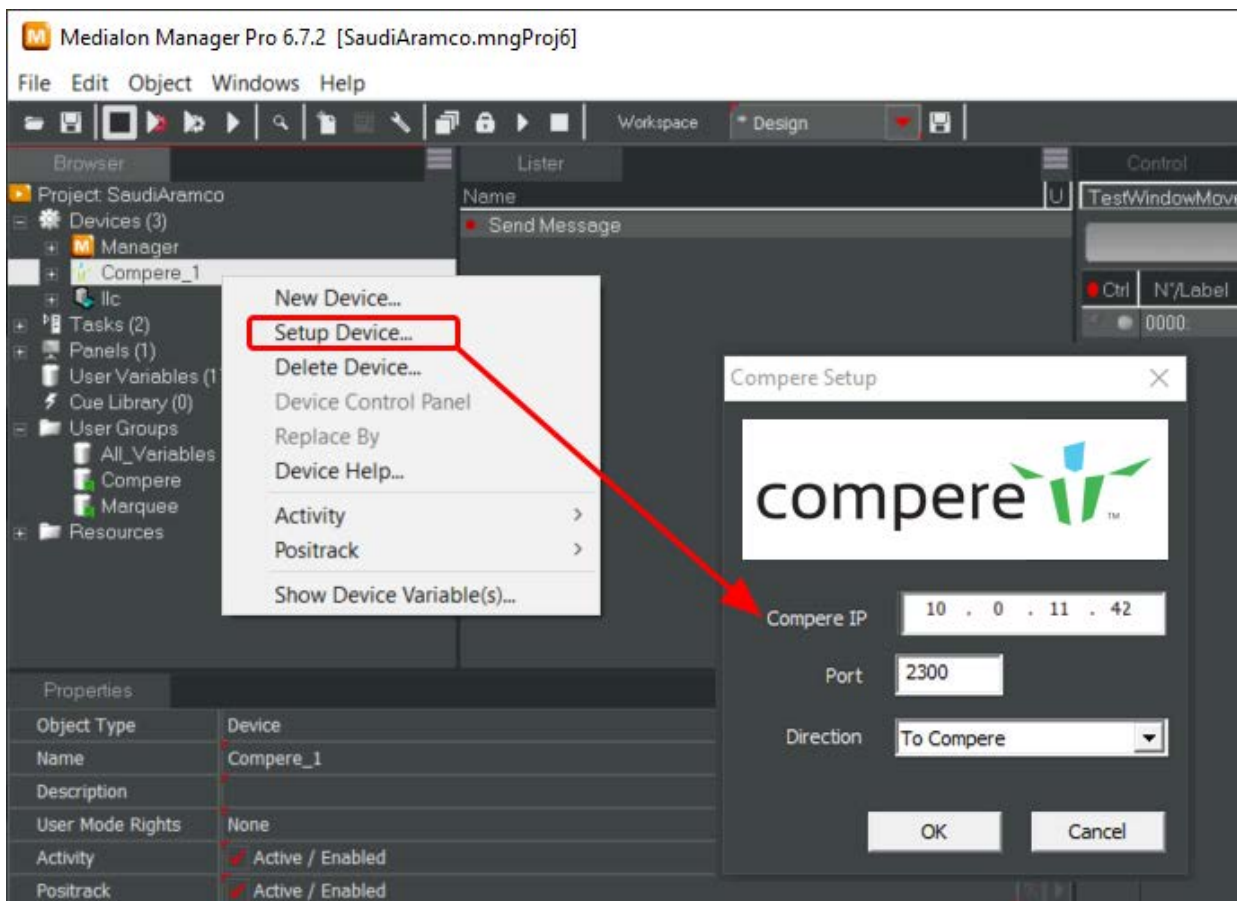 Medialon Manager Pro 6.7.2 [SaudiAramco.mngProj6]
File Edit Object Windows Help
Workspace * Design
Browser
Project: SaudiAramco
Devices (3)
Manager
Compere_1
llc
Tasks (2)
Panels (1)
User Variables (1
Cue Library (0)
User Groups
All_Variables
Compere
Marquee
Resources
Lister
Name U
Send Message
Control
TestWindowMove
Ctrl N°/Label
0000.
New Device...
Setup Device...
Delete Device...
Device Control Panel
Replace By
Device Help...
Activity
Positrack
Show Device Variable(s)...
Compere Setup
compere TM
Compere IP 10 . 0 . 11 . 42
Port 2300
Direction To Compere
OK Cancel
Properties
Object Type Device
Name Compere_1
Description
User Mode Rights None
Activity Active / Enabled
Positrack Active / Enabled